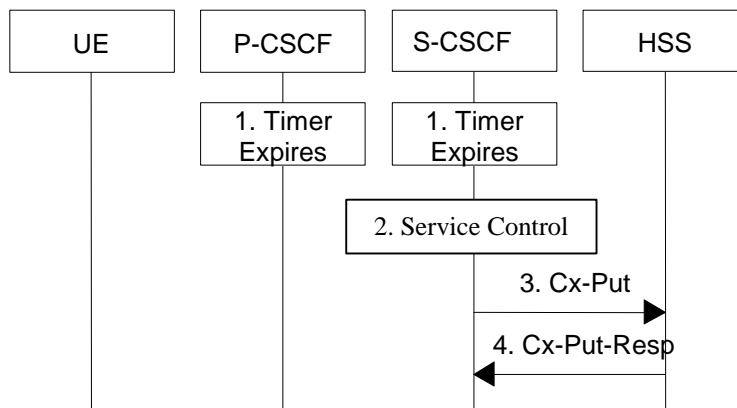 UE
P-CSCF
S-CSCF
HSS
1. Timer
Expires
1. Timer
Expires
2. Service Control
3. Cx-Put
4. Cx-Put-Resp